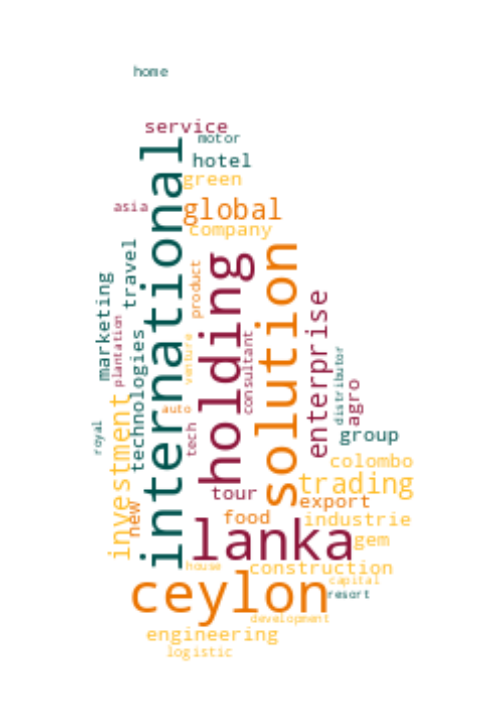 home
service
motor
hotel
green
asia
global
company
international
travel
holding
solution
product
marketing
plantation
technologies
venture
consultant
enterprise
distributor
agro
auto
tech
royal
investment
group
colombo
trading
tour
new
export
food
industrie
lanka
gem
house
construction
ceylon
capital
resort
development
engineering
logistic